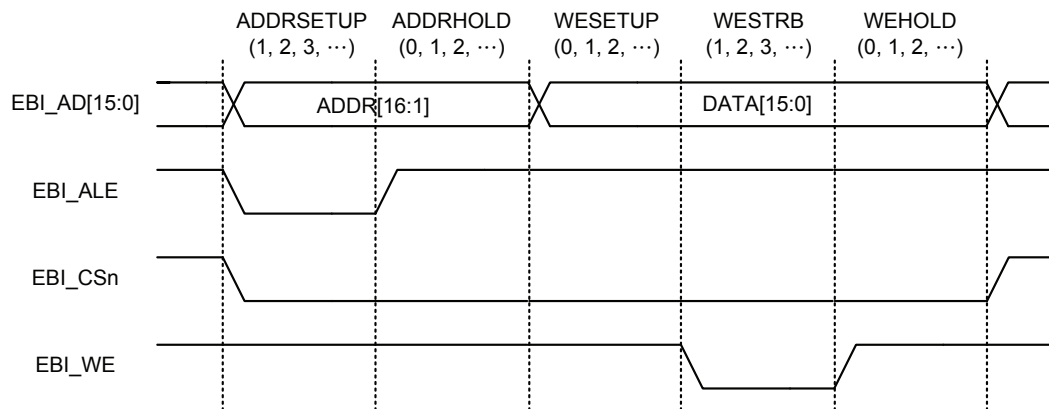 ADDRSETUP ADDRHOLD WESETUP WESTRB WEHOLD
(1, 2, 3, ⋯) (0, 1, 2, ⋯) (0, 1, 2, ⋯) (1, 2, 3, ⋯) (0, 1, 2, ⋯)
EBI_AD[15:0] ADDR[16:1] DATA[15:0]
EBI_ALE
EBI_CSn
EBI_WE